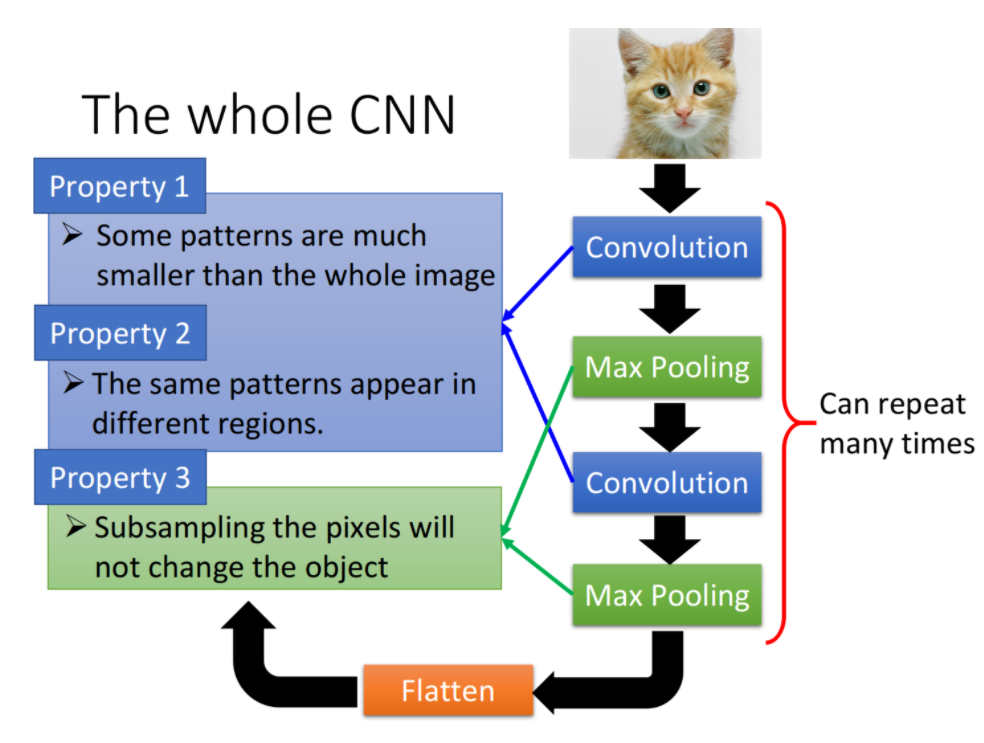 The whole CNN
Property 1
➢ Some patterns are much
smaller than the whole image
Property 2
➢ The same patterns appear in
different regions.
Property 3
➢ Subsampling the pixels will
not change the object
Convolution
Max Pooling
Convolution
Max Pooling
Can repeat
many times
Flatten